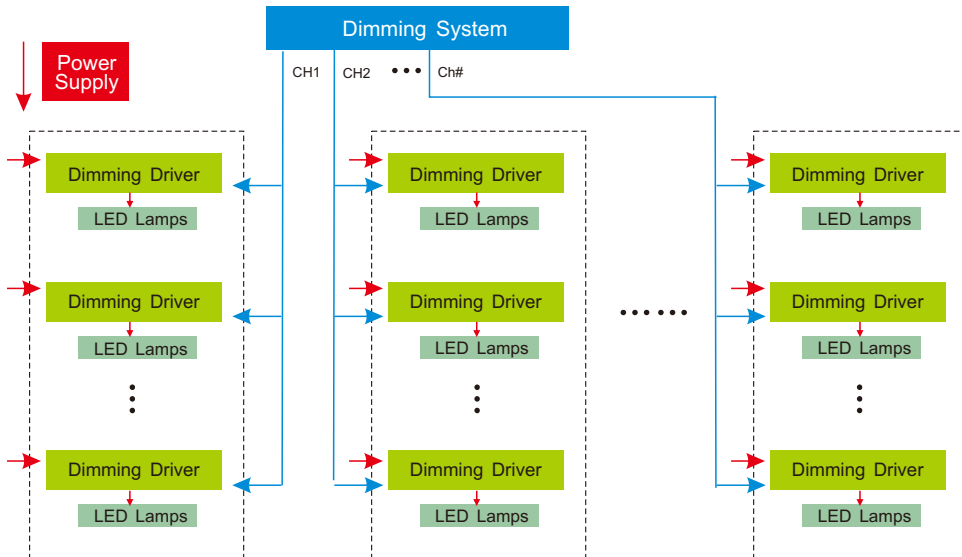 Dimming System
Power
Supply
CH1
CH2
•••
Ch#
Dimming Driver
Dimming Driver
Dimming Driver
LED Lamps
LED Lamps
LED Lamps
Dimming Driver
Dimming Driver
Dimming Driver
••••••
LED Lamps
LED Lamps
LED Lamps
Dimming Driver
Dimming Driver
Dimming Driver
LED Lamps
LED Lamps
LED Lamps